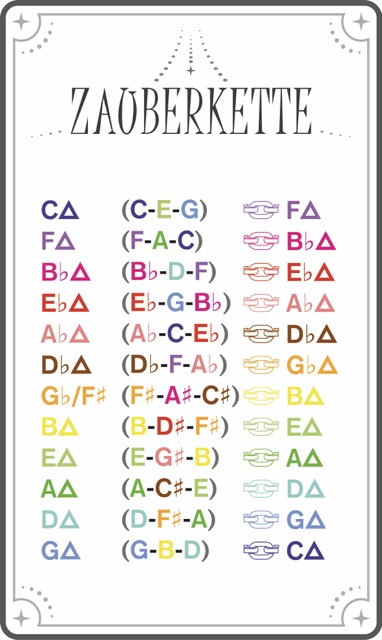 ZAUBERKETTE
C△ (C-E-G) F△
F△ (F-A-C) B♭△
B♭△ (B♭-D-F) E♭△
E♭△ (E♭-G-B♭) A♭△
A♭△ (A♭-C-E♭) D♭△
D♭△ (D♭-F-A♭) G♭△
G♭/F♯ (F♯-A♯-C♯) B△
B△ (B-D♯-F♯) E△
E△ (E-G♯-B) A△
A△ (A-C♯-E) D△
D△ (D-F♯-A) G△
G△ (G-B-D) C△